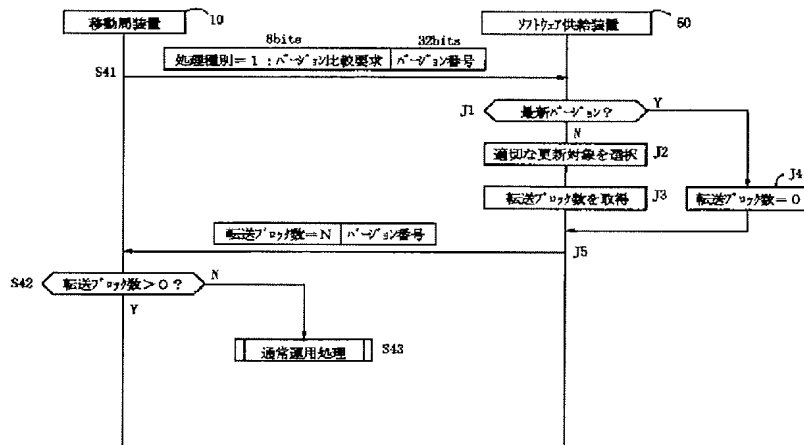 移動局装置
10
ソフトウェア供給装置
50
8bits
32bits
S41
処理種別=1:バージョン比較要求
バージョン番号
J1
最新バージョン?
Y
N
適切な更新対象を選択
J2
J4
転送ブロック数を取得
J3
転送ブロック数=0
転送ブロック数=N
バージョン番号
J5
S42
転送ブロック数>0?
N
Y
通常運用処理
S43